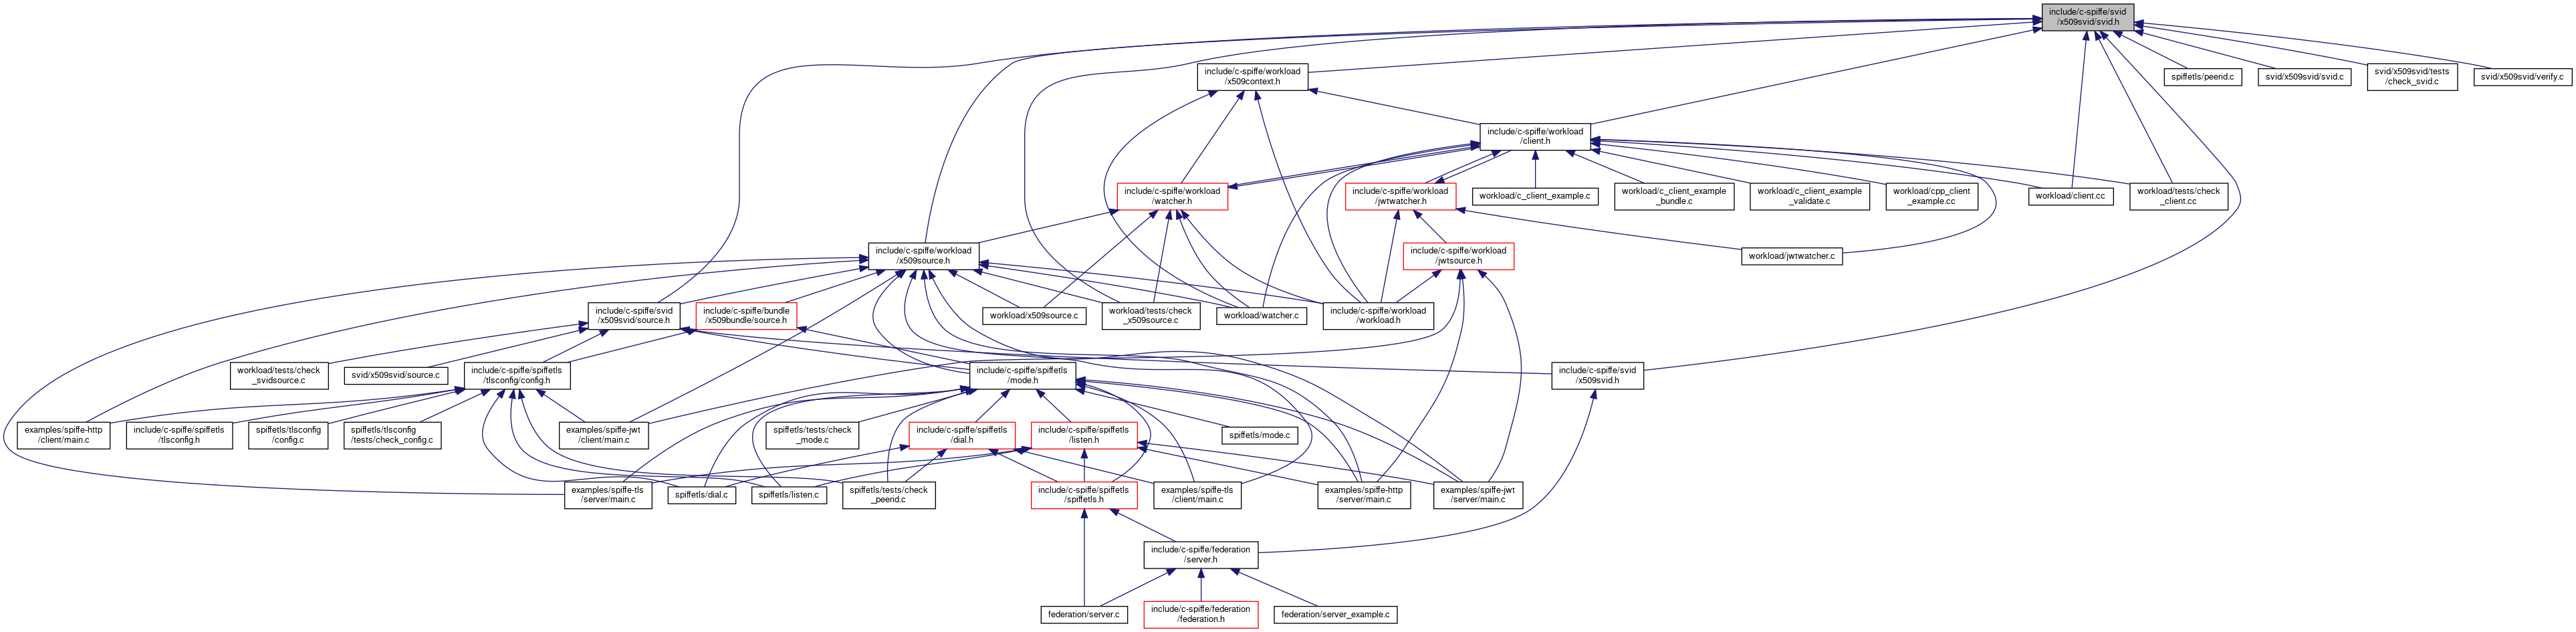 include/c-spiffe/svid
/x509svid/svid.h
include/c-spiffe/workload
/x509context.h
spiffetls/peerid.c
svid/x509svid/svid.c
svid/x509svid/tests
/check_svid.c
svid/x509svid/verify.c
include/c-spiffe/workload
/client.h
include/c-spiffe/workload
/watcher.h
include/c-spiffe/workload
/jwtwatcher.h
workload/c_client_example.c
workload/c_client_example
_bundle.c
workload/c_client_example
_validate.c
workload/cpp_client
_example.cc
workload/client.cc
workload/tests/check
_client.cc
include/c-spiffe/workload
/x509source.h
include/c-spiffe/workload
/jwtsource.h
workload/jwtwatcher.c
include/c-spiffe/svid
/x509svid/source.h
include/c-spiffe/bundle
/x509bundle/source.h
workload/x509source.c
workload/tests/check
_x509source.c
workload/watcher.c
include/c-spiffe/workload
/workload.h
workload/tests/check
_svidsource.c
svid/x509svid/source.c
include/c-spiffe/spiffetls
/tlsconfig/config.h
include/c-spiffe/spiffetls
/mode.h
include/c-spiffe/svid
/x509svid.h
examples/spiffe-http
/client/main.c
include/c-spiffe/spiffetls
/tlsconfig.h
spiffetls/tlsconfig
/config.c
spiffetls/tlsconfig
/tests/check_config.c
examples/spiffe-jwt
/client/main.c
spiffetls/tests/check
_mode.c
include/c-spiffe/spiffetls
/dial.h
include/c-spiffe/spiffetls
/listen.h
spiffetls/mode.c
examples/spiffe-tls
/server/main.c
spiffetls/dial.c
spiffetls/listen.c
spiffetls/tests/check
_peerid.c
include/c-spiffe/spiffetls
/spiffetls.h
examples/spiffe-tls
/client/main.c
examples/spiffe-http
/server/main.c
examples/spiffe-jwt
/server/main.c
include/c-spiffe/federation
/server.h
federation/server.c
include/c-spiffe/federation
/federation.h
federation/server_example.c